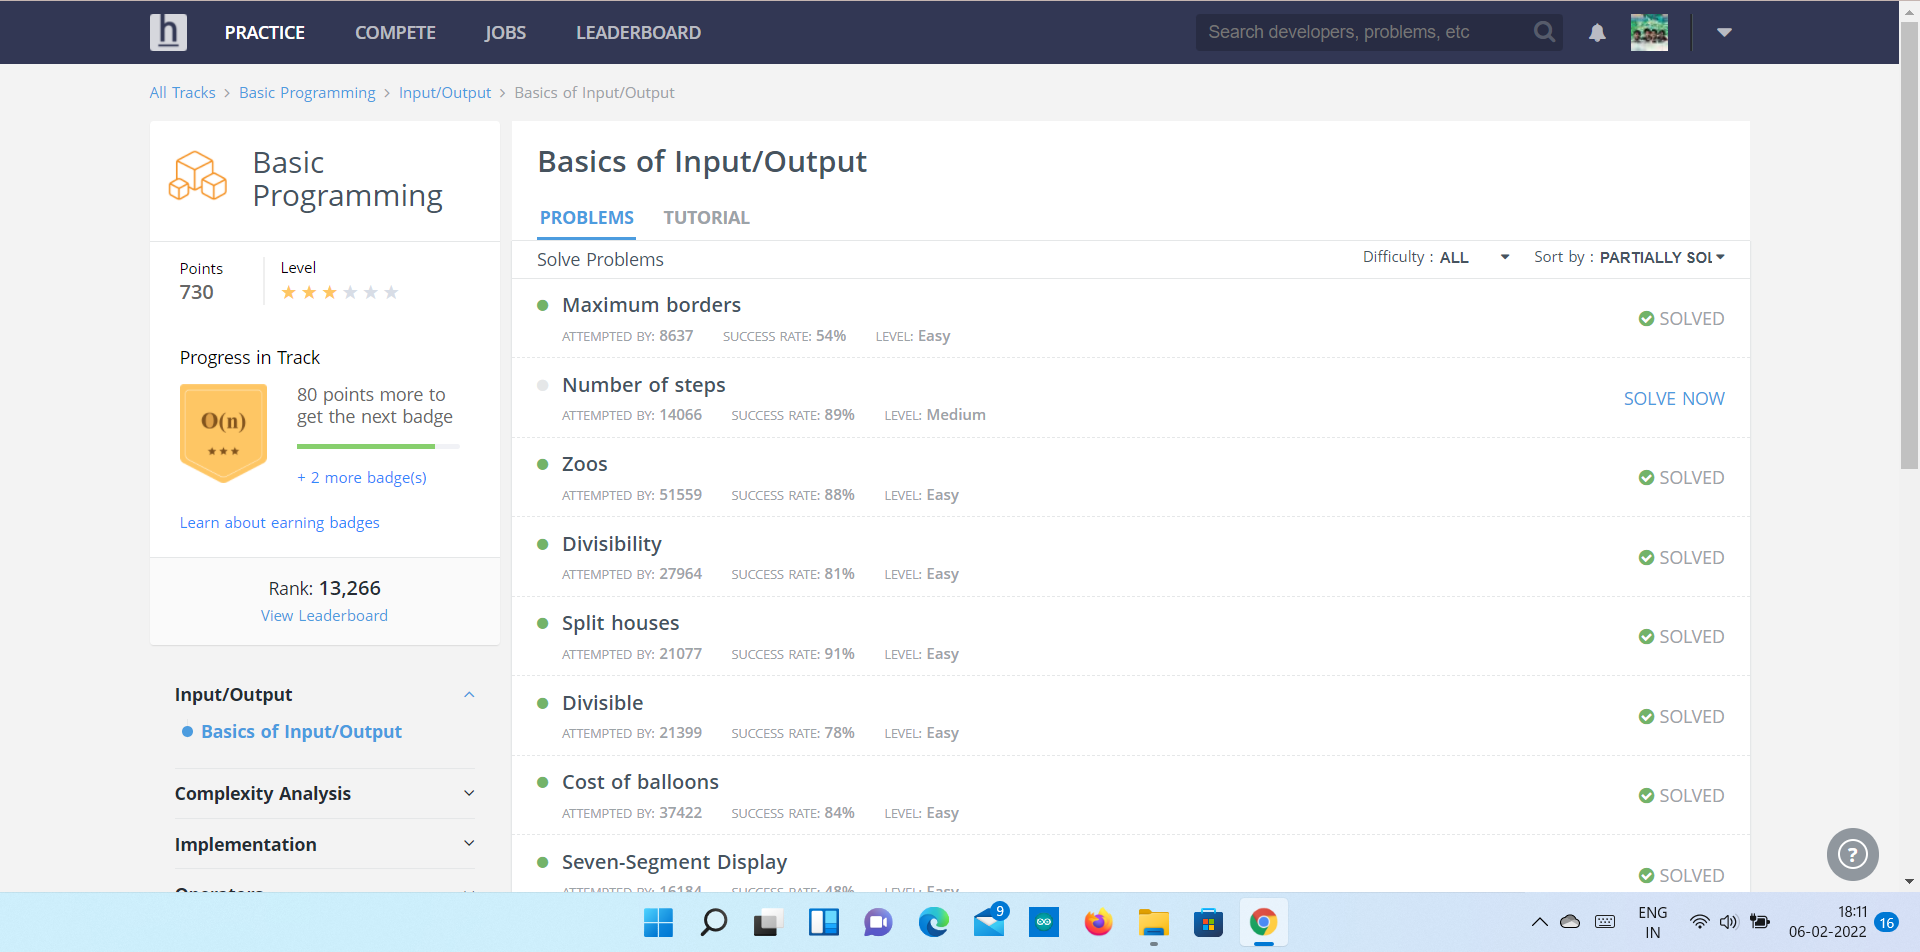 h PRACTICE COMPETE JOBS LEADERBOARD Search developers, problems, etc
All Tracks > Basic Programming > Input/Output > Basics of Input/Output
Basic
Programming
Points
730
Level
Progress in Track
O(n)
80 points more to
get the next badge
+ 2 more badge(s)
Learn about earning badges
Rank: 13,266
View Leaderboard
Input/Output
Basics of Input/Output
Complexity Analysis
Implementation
Operators
Basics of Input/Output
PROBLEMS TUTORIAL
Solve Problems Difficulty : ALL Sort by : PARTIALLY SOL
Maximum borders
ATTEMPTED BY: 8637 SUCCESS RATE: 54% LEVEL: Easy
SOLVED
Number of steps
ATTEMPTED BY: 14066 SUCCESS RATE: 89% LEVEL: Medium
SOLVE NOW
Zoos
ATTEMPTED BY: 51559 SUCCESS RATE: 88% LEVEL: Easy
SOLVED
Divisibility
ATTEMPTED BY: 27964 SUCCESS RATE: 81% LEVEL: Easy
SOLVED
Split houses
ATTEMPTED BY: 21077 SUCCESS RATE: 91% LEVEL: Easy
SOLVED
Divisible
ATTEMPTED BY: 21399 SUCCESS RATE: 78% LEVEL: Easy
SOLVED
Cost of balloons
ATTEMPTED BY: 37422 SUCCESS RATE: 84% LEVEL: Easy
SOLVED
Seven-Segment Display
ATTEMPTED BY: 16184 SUCCESS RATE: 48% LEVEL: Easy
SOLVED
?
9
ENG
IN
18:11
06-02-2022
16